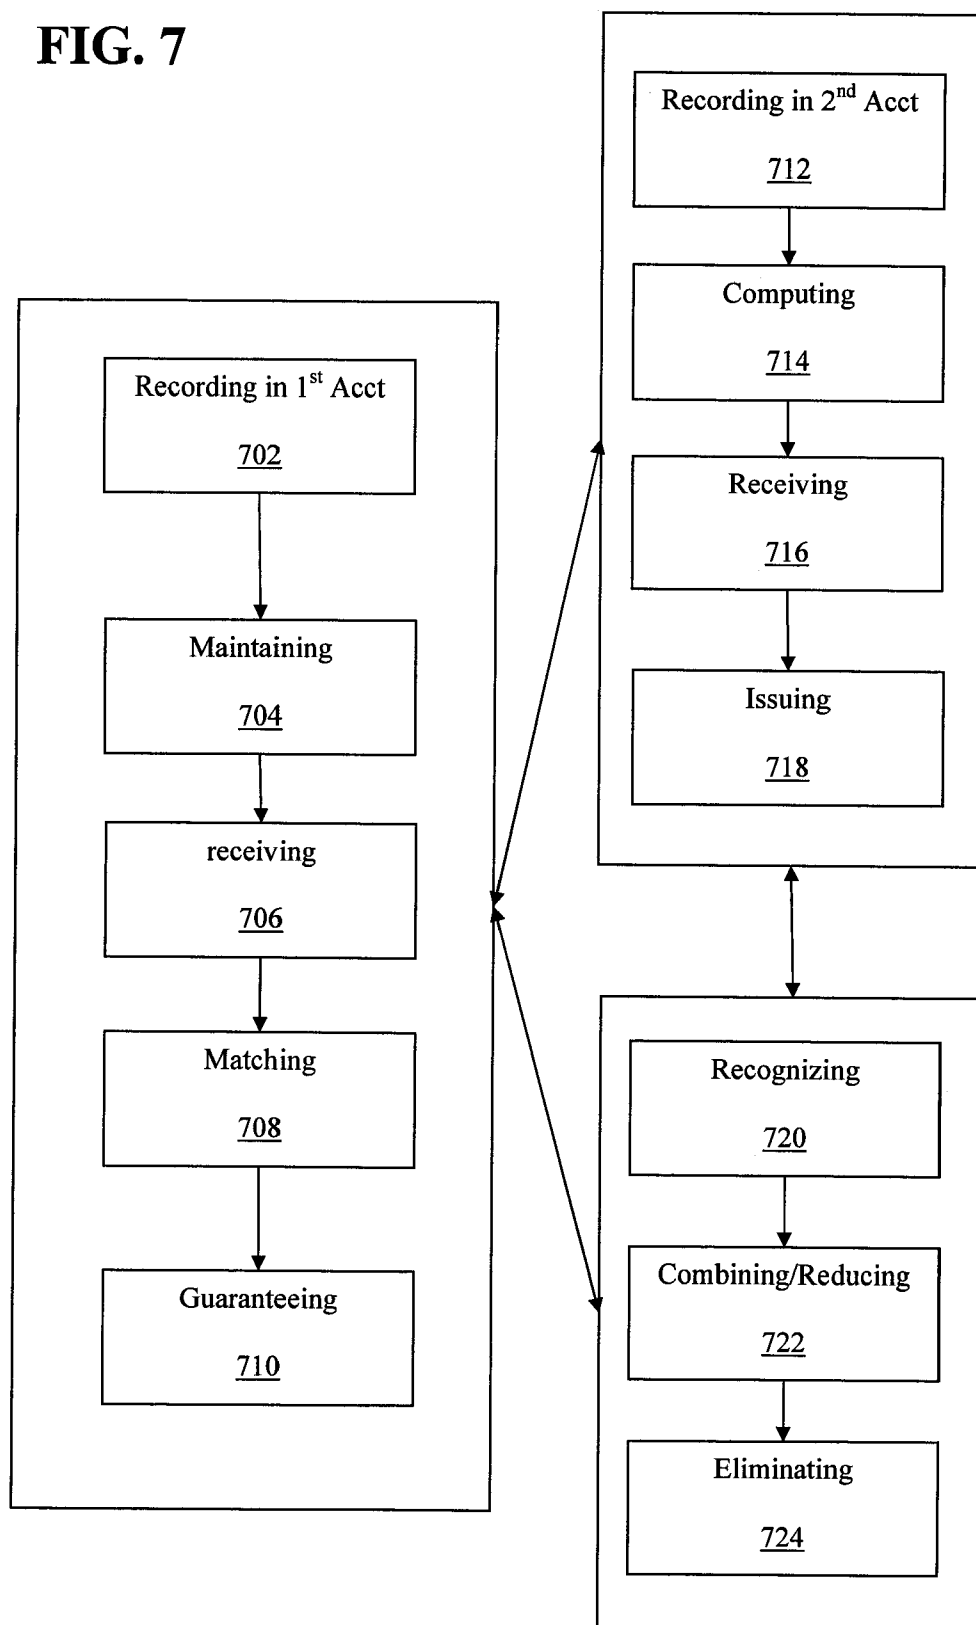 FIG. 7
Recording in 1st Acct
702
Maintaining
704
receiving
706
Matching
708
Guaranteeing
710
Recording in 2nd Acct
712
Computing
714
Receiving
716
Issuing
718
Recognizing
720
Combining/Reducing
722
Eliminating
724